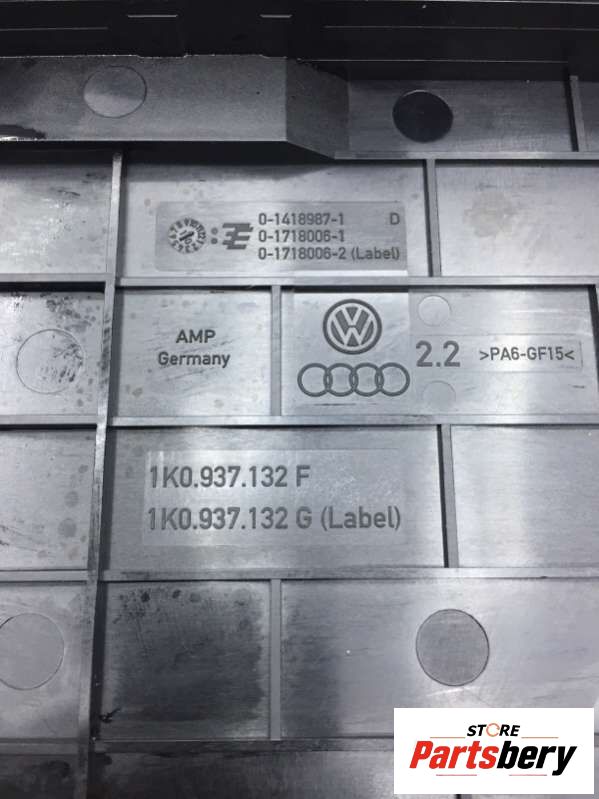 0-1418987-1 D
0-1718006-1
0-1718006-2 (Label)
AMP
Germany
2.2 >PA6-GF15<
1K0.937.132 F
1K0.937.132 G (Label)
STORE
Partsbery